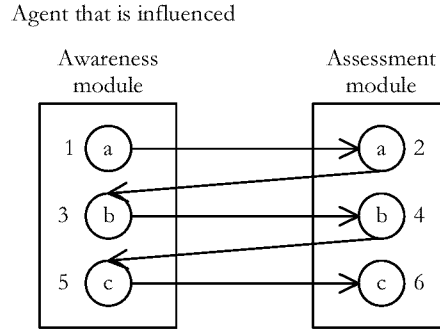 Agent that is influenced
Awareness
module
Assessment
module
1 a a 2
3 b b 4
5 c c 6